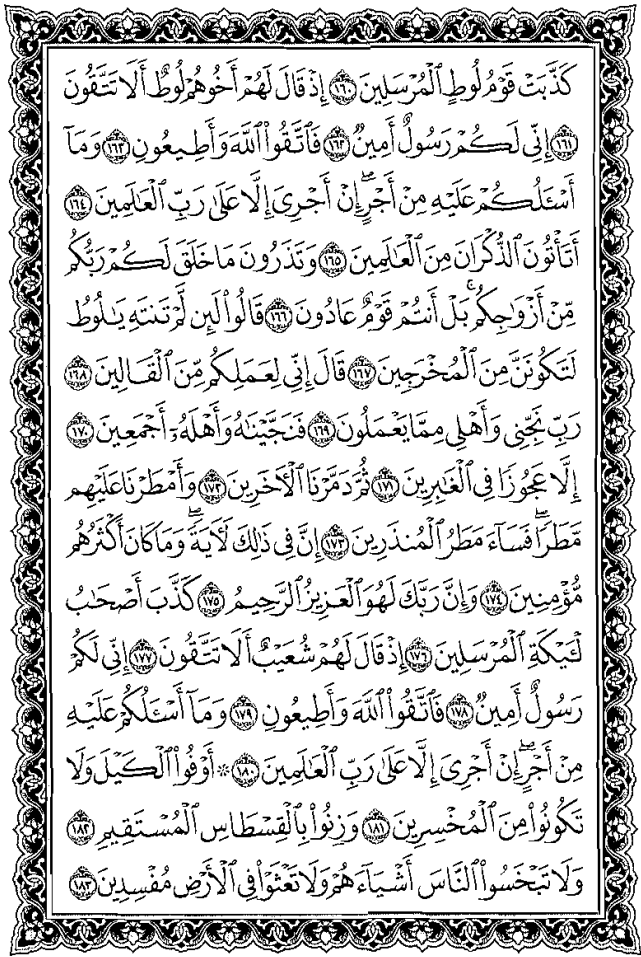 كَذَّبَتْ قَوْمُ لُوطٍ ٱلْمُرْسَلِينَ ١٦٠ إِذْ قَالَ لَهُمْ أَخُوهُمْ لُوطٌ أَلَا تَتَّقُونَ
١٦١ إِنِّي لَكُمْ رَسُولٌ أَمِينٌ ١٦٢ فَٱتَّقُوا۟ ٱللَّهَ وَأَطِيعُونِ ١٦٣ وَمَآ
أَسْـَٔلُكُمْ عَلَيْهِ مِنْ أَجْرٍ ۖ إِنْ أَجْرِىَ إِلَّا عَلَىٰ رَبِّ ٱلْعَـٰلَمِينَ ١٦٤
أَتَأْتُونَ ٱلذُّكْرَانَ مِنَ ٱلْعَـٰلَمِينَ ١٦٥ وَتَذَرُونَ مَا خَلَقَ لَكُمْ رَبُّكُم
مِّنْ أَزْوَٰجِكُم ۚ بَلْ أَنتُمْ قَوْمٌ عَادُونَ ١٦٦ قَالُوا۟ لَئِن لَّمْ تَنتَهِ يَـٰلُوطُ
لَتَكُونَنَّ مِنَ ٱلْمُخْرَجِينَ ١٦٧ قَالَ إِنِّي لِعَمَلِكُم مِّنَ ٱلْقَالِينَ ١٦٨
رَبِّ نَجِّنِى وَأَهْلِى مِمَّا يَعْمَلُونَ ١٦٩ فَنَجَّيْنَـٰهُ وَأَهْلَهُۥٓ أَجْمَعِينَ ١٧٠
إِلَّا عَجُوزًا فِى ٱلْغَـٰبِرِينَ ١٧١ ثُمَّ دَمَّرْنَا ٱلْـَٔاخَرِينَ ١٧٢ وَأَمْطَرْنَا عَلَيْهِم
مَّطَرًا ۖ فَسَآءَ مَطَرُ ٱلْمُنذَرِينَ ١٧٣ إِنَّ فِى ذَٰلِكَ لَـَٔايَةً ۖ وَمَا كَانَ أَكْثَرُهُم
مُّؤْمِنِينَ ١٧٤ وَإِنَّ رَبَّكَ لَهُوَ ٱلْعَزِيزُ ٱلرَّحِيمُ ١٧٥ كَذَّبَ أَصْحَـٰبُ
لْـَٔيْكَةِ ٱلْمُرْسَلِينَ ١٧٦ إِذْ قَالَ لَهُمْ شُعَيْبٌ أَلَا تَتَّقُونَ ١٧٧ إِنِّي لَكُمْ
رَسُولٌ أَمِينٌ ١٧٨ فَٱتَّقُوا۟ ٱللَّهَ وَأَطِيعُونِ ١٧٩ وَمَآ أَسْـَٔلُكُمْ عَلَيْهِ
مِنْ أَجْرٍ ۖ إِنْ أَجْرِىَ إِلَّا عَلَىٰ رَبِّ ٱلْعَـٰلَمِينَ ١٨٠ ۞ أَوْفُوا۟ ٱلْكَيْلَ وَلَا
تَكُونُوا۟ مِنَ ٱلْمُخْسِرِينَ ١٨١ وَزِنُوا۟ بِٱلْقِسْطَاسِ ٱلْمُسْتَقِيمِ ١٨٢
وَلَا تَبْخَسُوا۟ ٱلنَّاسَ أَشْيَآءَهُمْ وَلَا تَعْثَوْا۟ فِى ٱلْأَرْضِ مُفْسِدِينَ ١٨٣